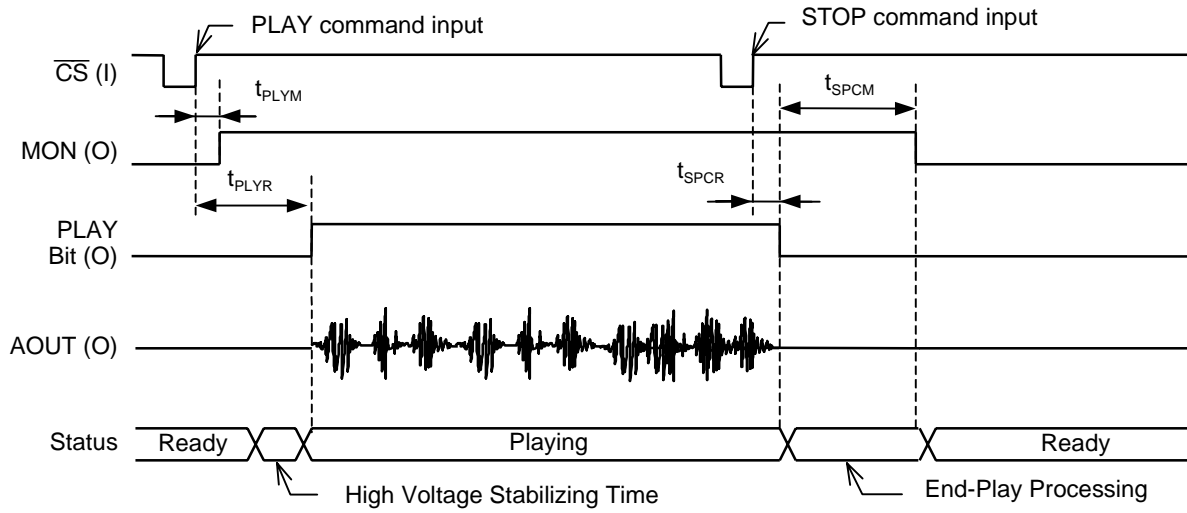 PLAY command input
STOP command input
CS (I)
tPLYM
tSPCM
MON (O)
tPLYR
tSPCR
PLAY
Bit (O)
AOUT (O)
Status
Ready
Playing
Ready
High Voltage Stabilizing Time
End-Play Processing